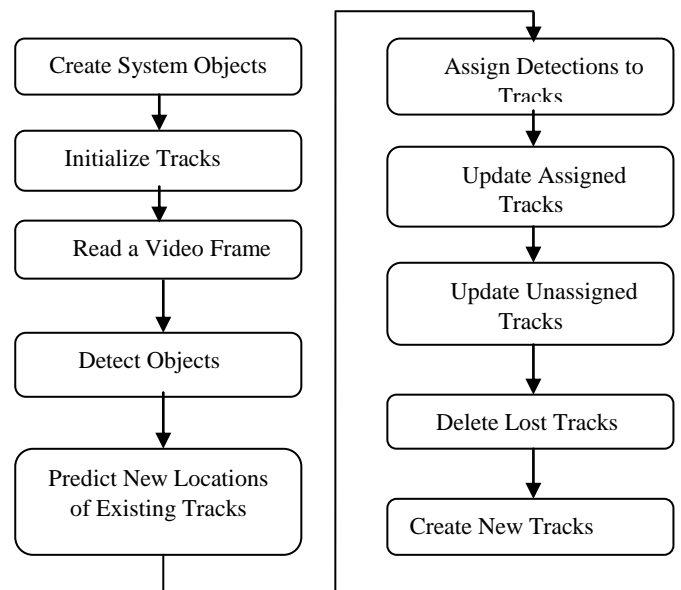 Create System Objects
Initialize Tracks
Read a Video Frame
Detect Objects
Predict New Locations
of Existing Tracks
Assign Detections to
Tracks
Update Assigned
Tracks
Update Unassigned
Tracks
Delete Lost Tracks
Create New Tracks